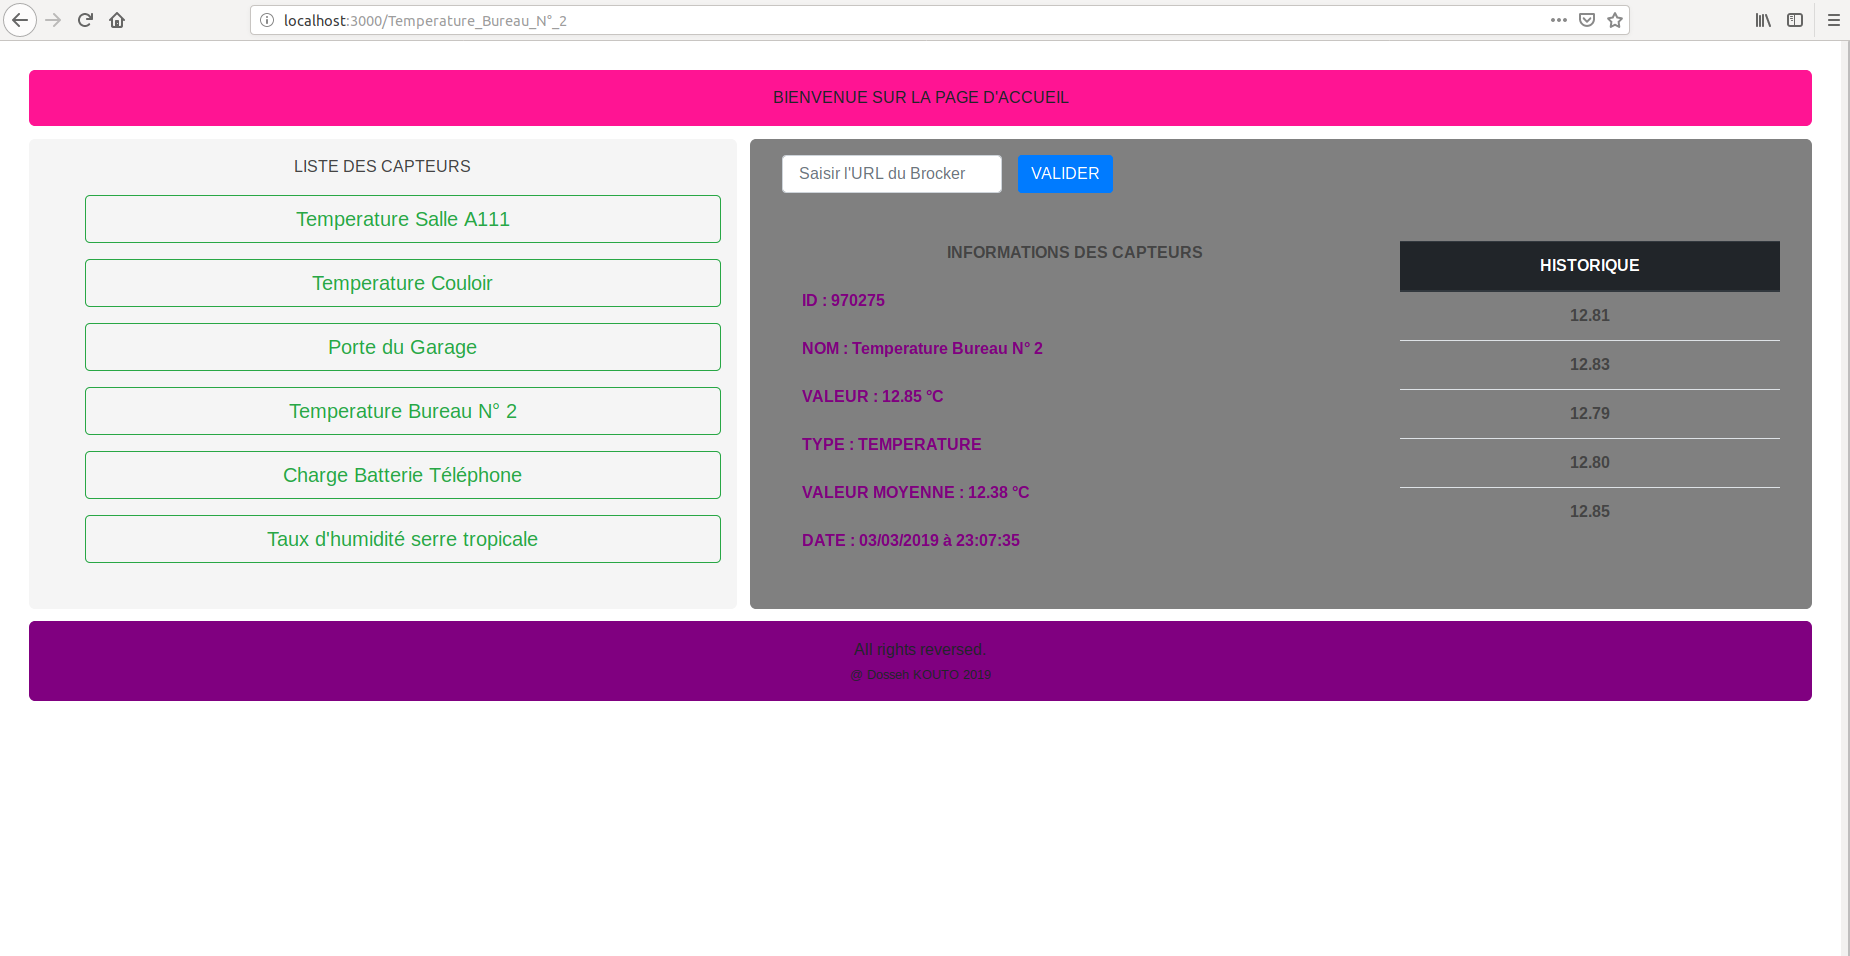 localhost:3000/Temperature_Bureau_N°_2
BIENVENUE SUR LA PAGE D'ACCUEIL
LISTE DES CAPTEURS
Temperature Salle A111
Temperature Couloir
Porte du Garage
Temperature Bureau N° 2
Charge Batterie Téléphone
Taux d'humidité serre tropicale
Saisir l'URL du Brocker
VALIDER
INFORMATIONS DES CAPTEURS
ID : 970275
NOM : Temperature Bureau N° 2
VALEUR : 12.85 °C
TYPE : TEMPERATURE
VALEUR MOYENNE : 12.38 °C
DATE : 03/03/2019 à 23:07:35
HISTORIQUE
12.81
12.83
12.79
12.80
12.85
All rights reversed.
@ Dosseh KOUTO 2019